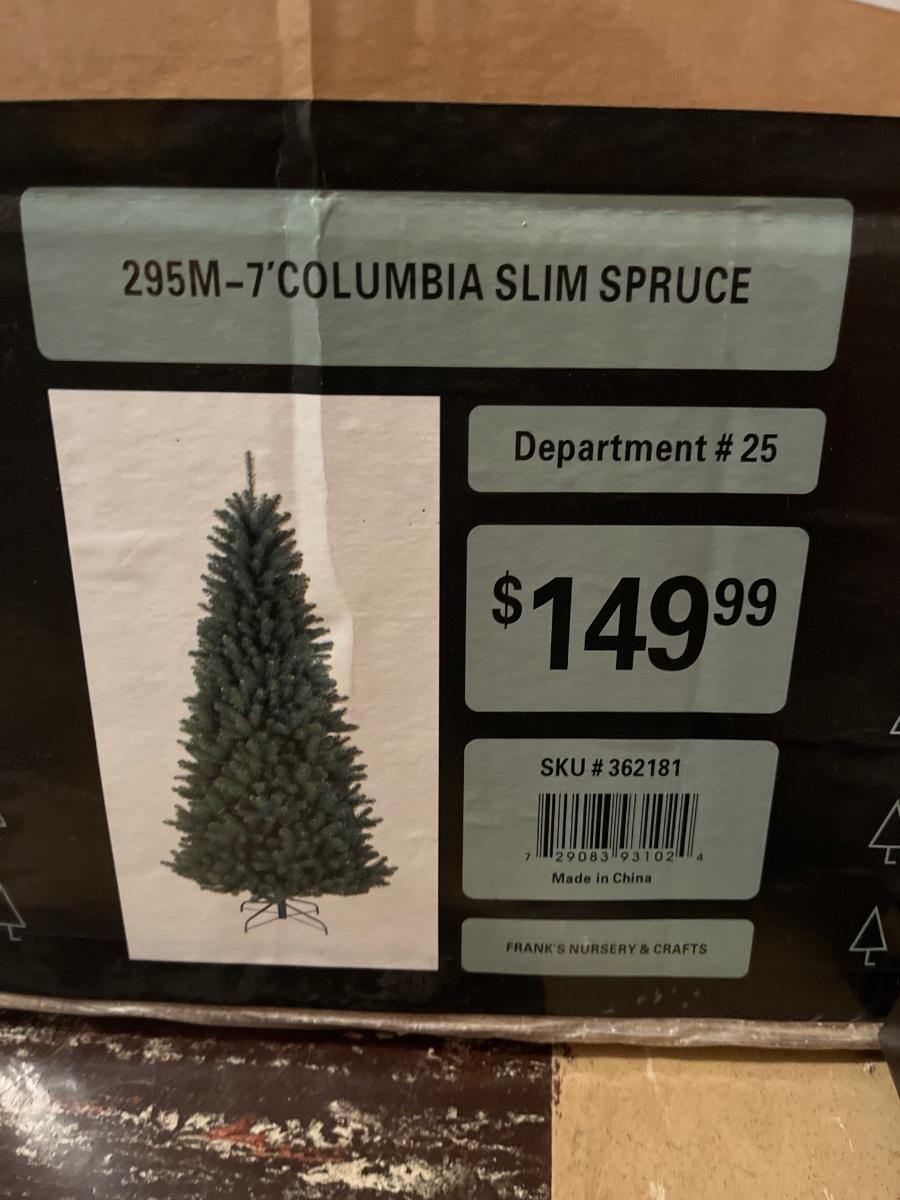 295M-7'COLUMBIA SLIM SPRUCE
Department # 25
$149 99
SKU # 362181
7 29083 93102 4
Made in China
FRANK'S NURSERY & CRAFTS